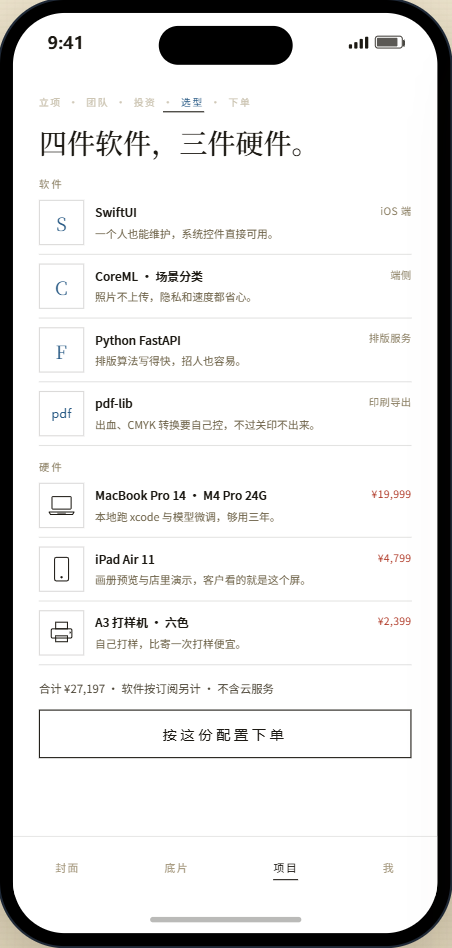 9:41
立项 • 团队 • 投资 • 选型 • 下单
四件软件，三件硬件。
软件
S SwiftUI iOS 端
一个人也能维护，系统控件直接可用。
C CoreML • 场景分类 端侧
照片不上传，隐私和速度都省心。
F Python FastAPI 排版服务
排版算法写得快，招人也容易。
pdf pdf-lib 印刷导出
出血、CMYK 转换要自己控，不过关印不出来。
硬件
MacBook Pro 14 • M4 Pro 24G ¥19,999
本地跑 xcode 与模型微调，够用三年。
iPad Air 11 ¥4,799
画册预览与店里演示，客户看的就是这个屏。
A3 打样机 • 六色 ¥2,399
自己打样，比寄一次打样便宜。
合计 ¥27,197 • 软件按订阅另计 • 不含云服务
按这份配置下单
封面 底片 项目 我